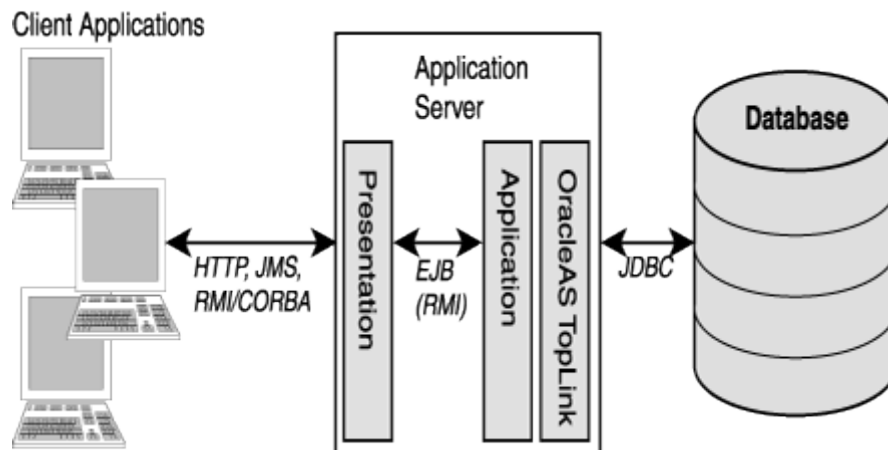 Client Applications
Application
Server
Presentation
Application
OracleAS TopLink
Database
HTTP, JMS,
RMI/CORBA
EJB
(RMI)
JDBC